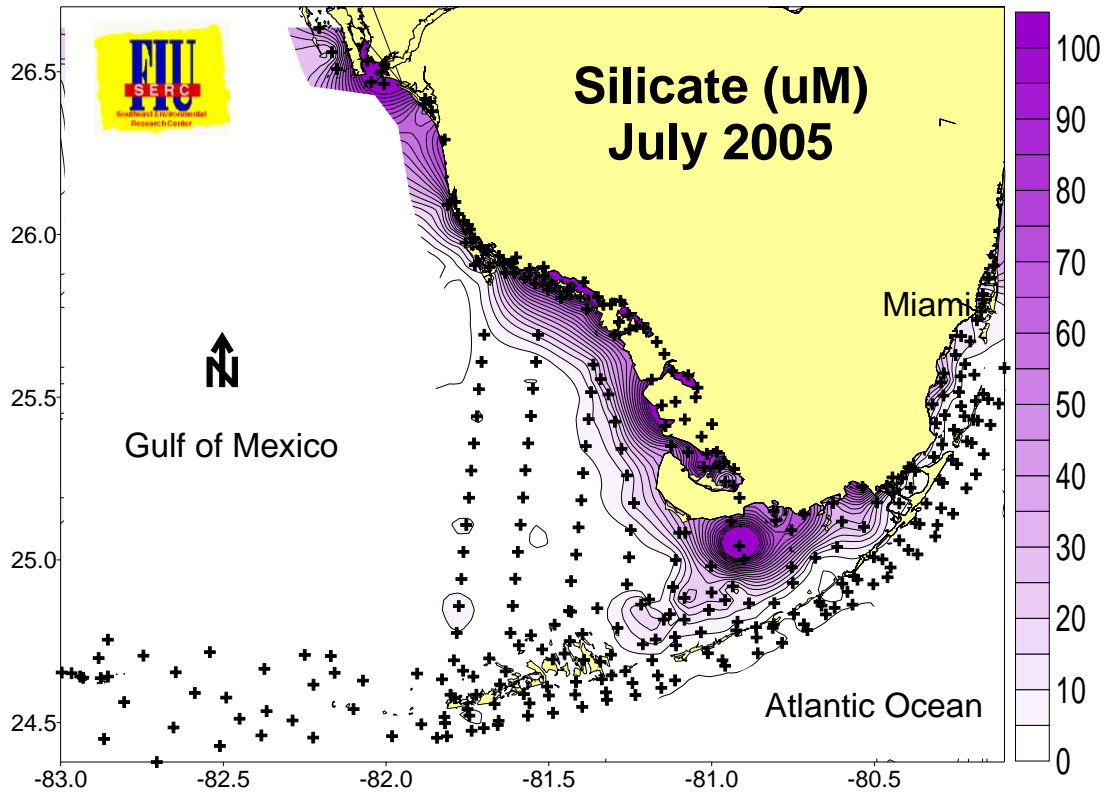 FIU
SERC
Southeast Environmental
Research Center
Silicate (uM)
July 2005
Miami
N
Gulf of Mexico
Atlantic Ocean
26.5
26.0
25.5
25.0
24.5
-83.0
-82.5
-82.0
-81.5
-81.0
-80.5
100
90
80
70
60
50
40
30
20
10
0